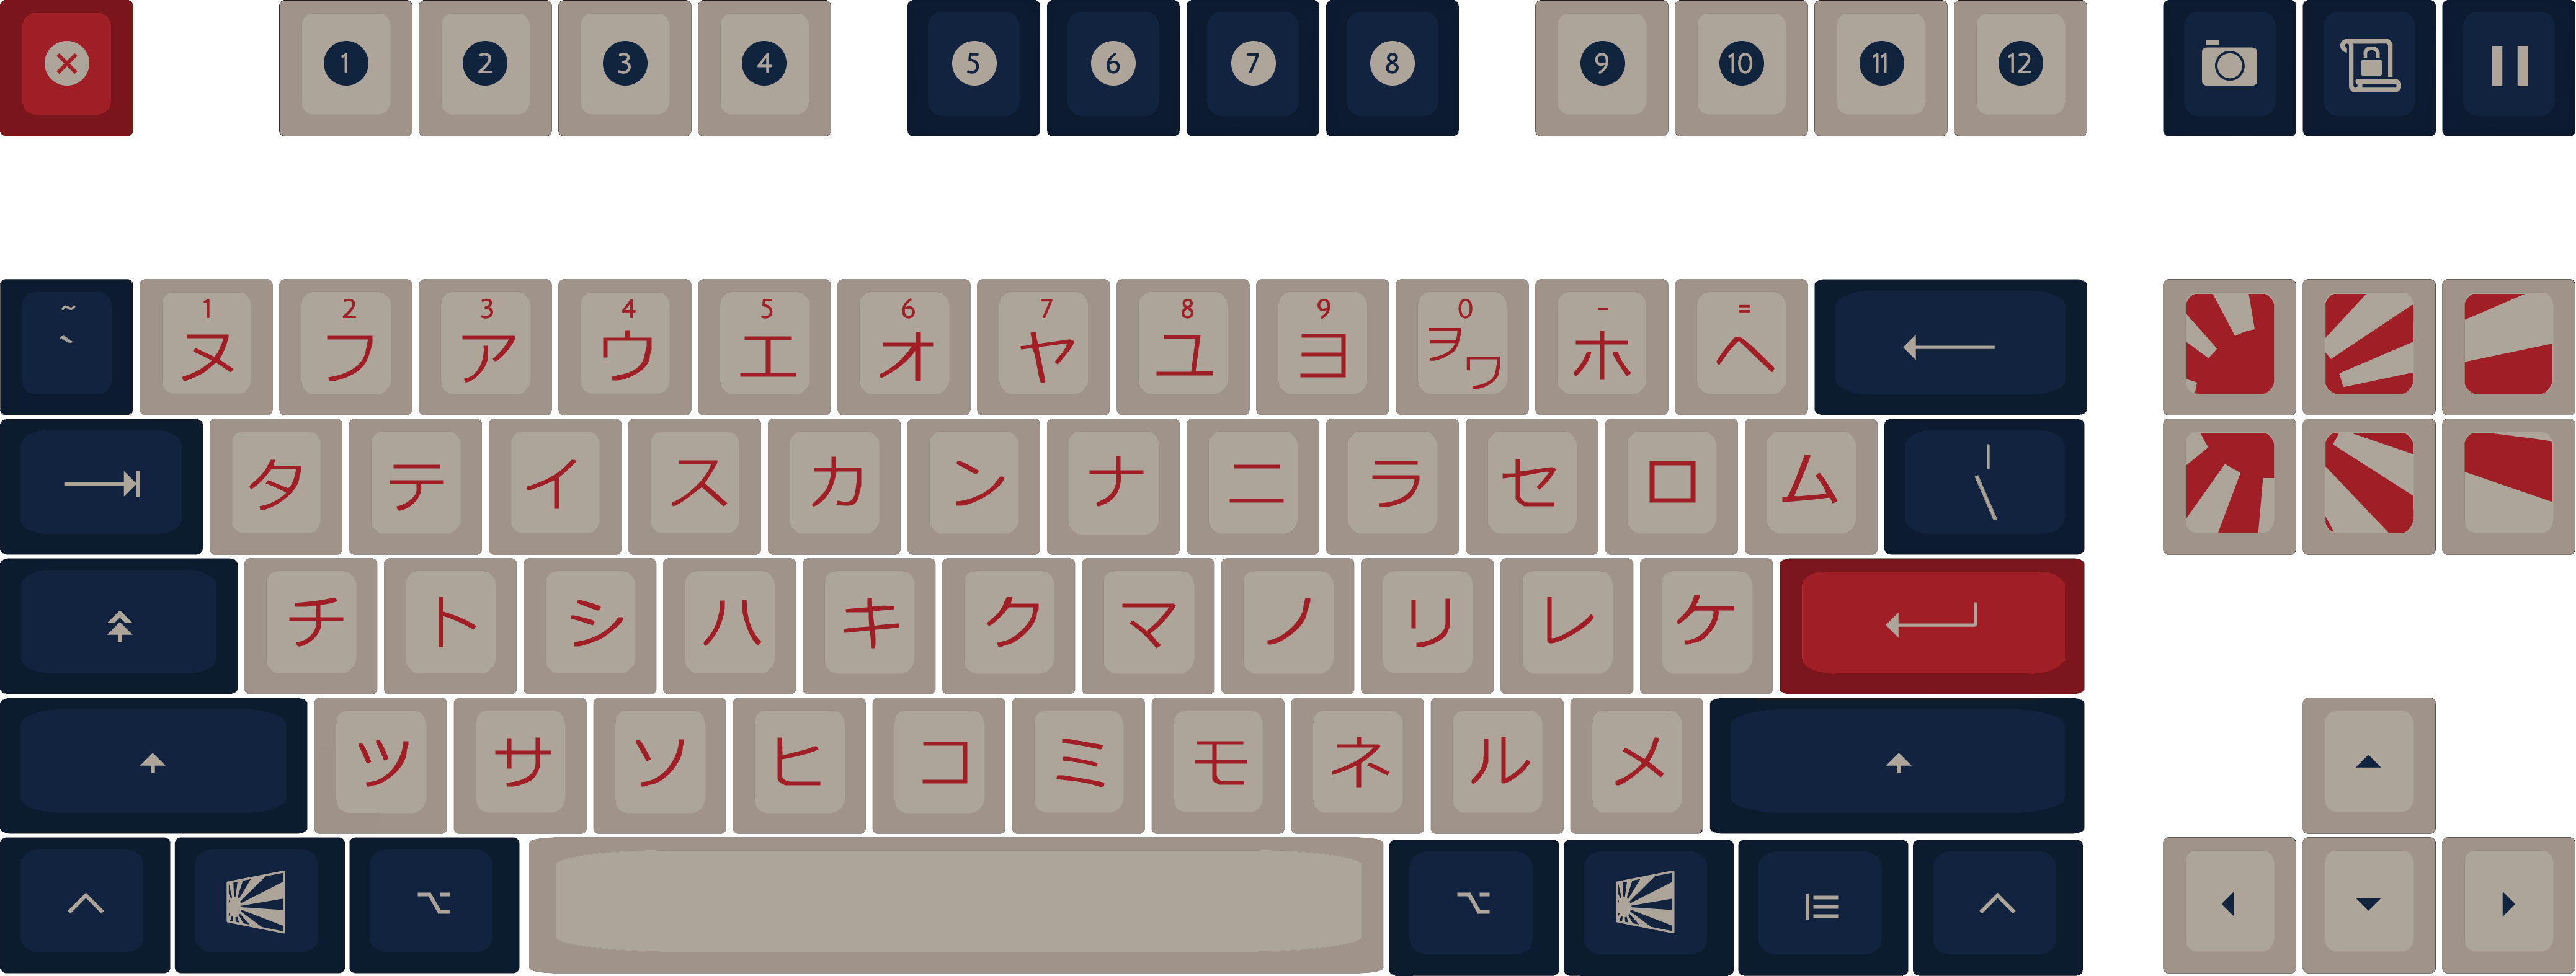 × 1 2 3 4 5 6 7 8 9 10 11 12
~ 1 2 3 4 5 6 7 8 9 0 - =
` ヌ フ ア ウ エ オ ヤ ユ ヨ ヲ ワ ホ ヘ
タ テ イ ス カ ン ナ ニ ラ セ ロ ム | \
チ ト シ ハ キ ク マ ノ リ レ ケ
ツ サ ソ ヒ コ ミ モ ネ ル メ